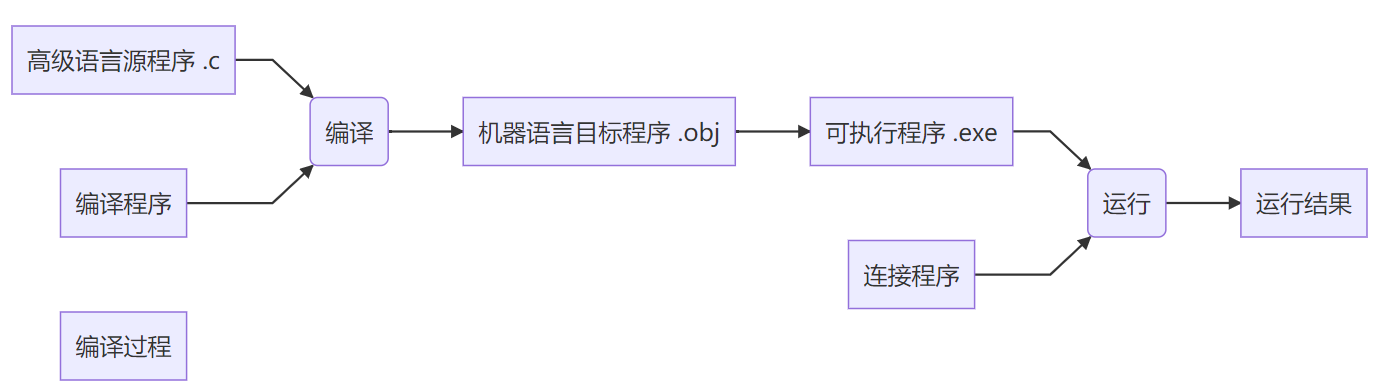 高级语言源程序 .c
编译程序
编译过程
编译
机器语言目标程序 .obj
可执行程序 .exe
连接程序
运行
运行结果